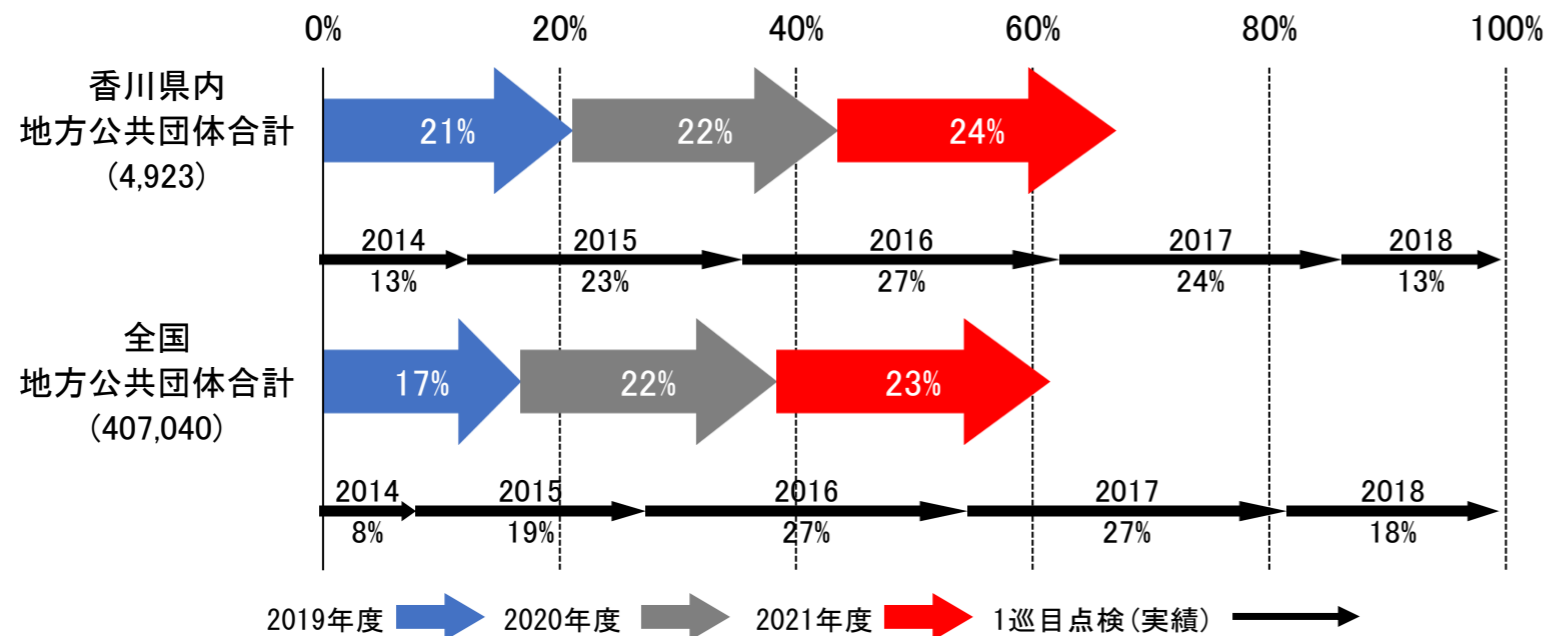 0% 20% 40% 60% 80% 100%
香川県内
地方公共団体合計
(4,923)
21% 22% 24%
2014 2015 2016 2017 2018
13% 23% 27% 24% 13%
全国
地方公共団体合計
(407,040)
17% 22% 23%
2014 2015 2016 2017 2018
8% 19% 27% 27% 18%
2019年度 2020年度 2021年度 1巡目点検(実績)